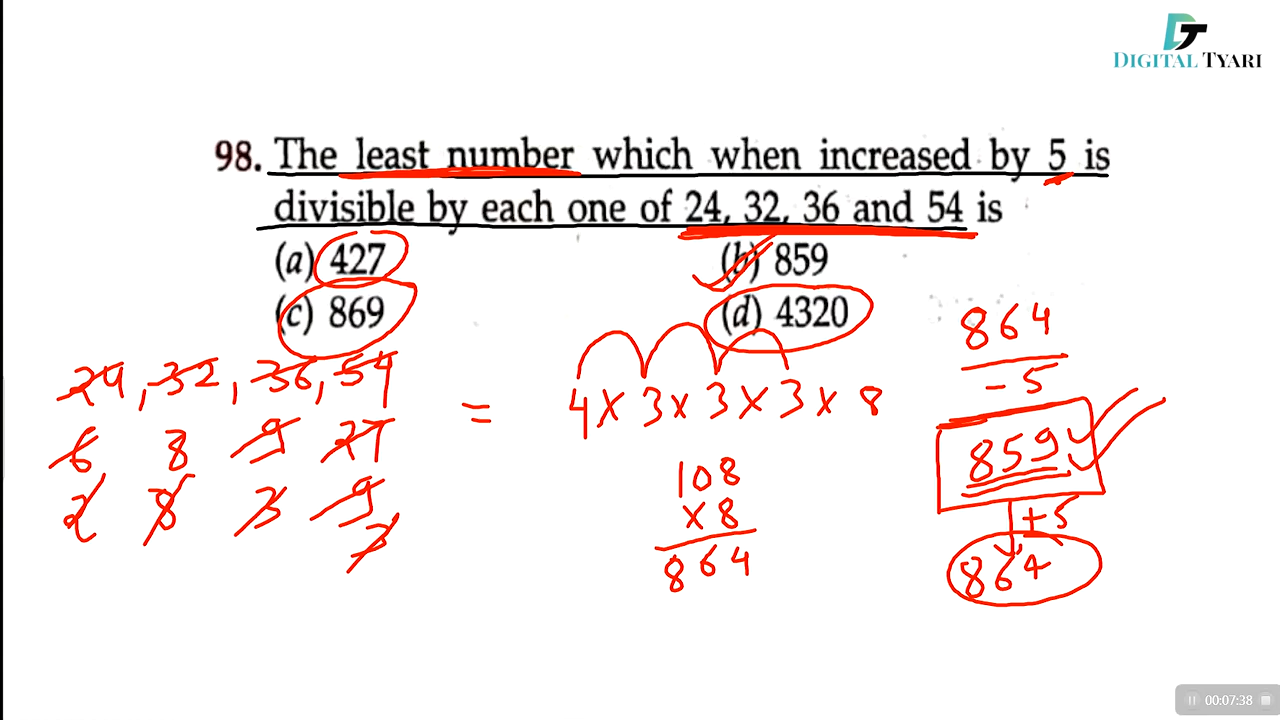 DT
DIGITAL TYARI
98. The least number which when increased by 5 is
divisible by each one of 24, 32, 36 and 54 is
(a) 427 (b) 859
(c) 869 (d) 4320
24, 32, 36, 54 = 4 × 3 × 3 × 3 × 8
6 8 9 27
2 8 3 9
3
108
× 8
864
864
- 5
859
+5
864
00:07:38